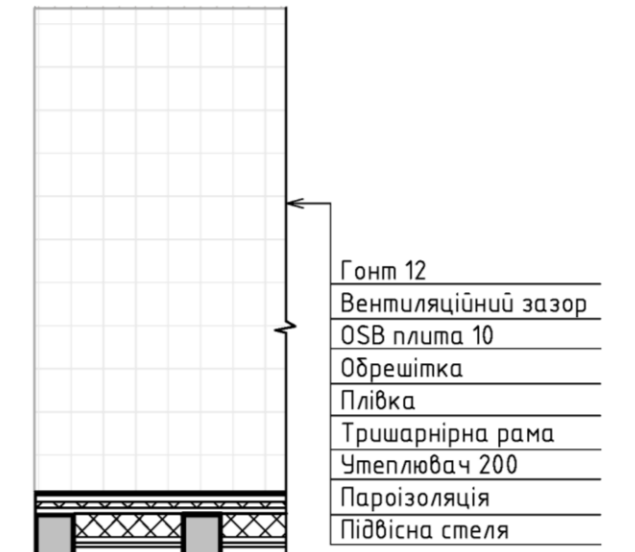 Гонт 12
Вентиляційний зазор
OSB плита 10
Обрешітка
Плівка
Тришарнірна рама
Утеплювач 200
Пароізоляція
Підвісна стеля